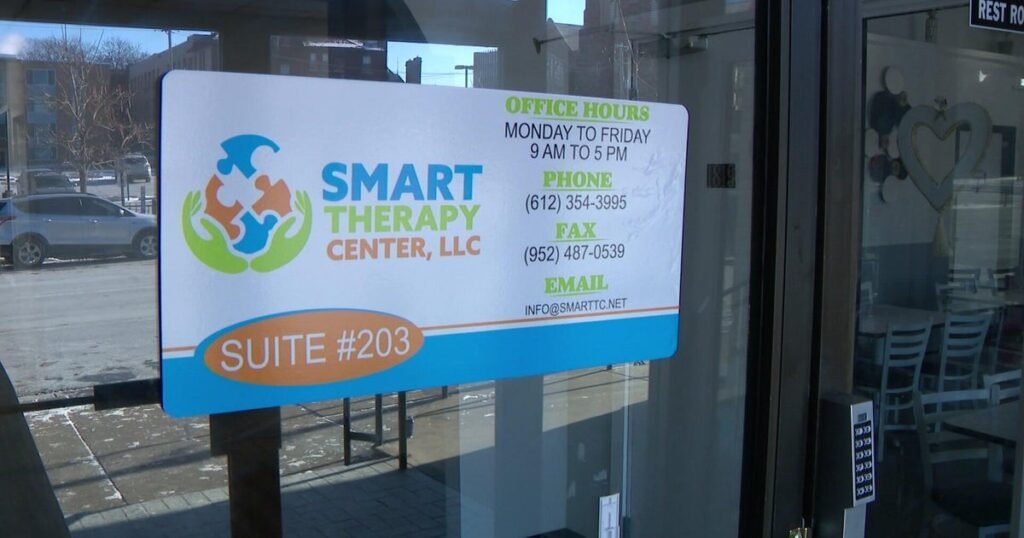 SMART
THERAPY
CENTER, LLC
SUITE #203
OFFICE HOURS
MONDAY TO FRIDAY
9 AM TO 5 PM
PHONE
(612) 354-3995
FAX
(952) 487-0539
EMAIL
INFO@SMARTTC.NET
REST